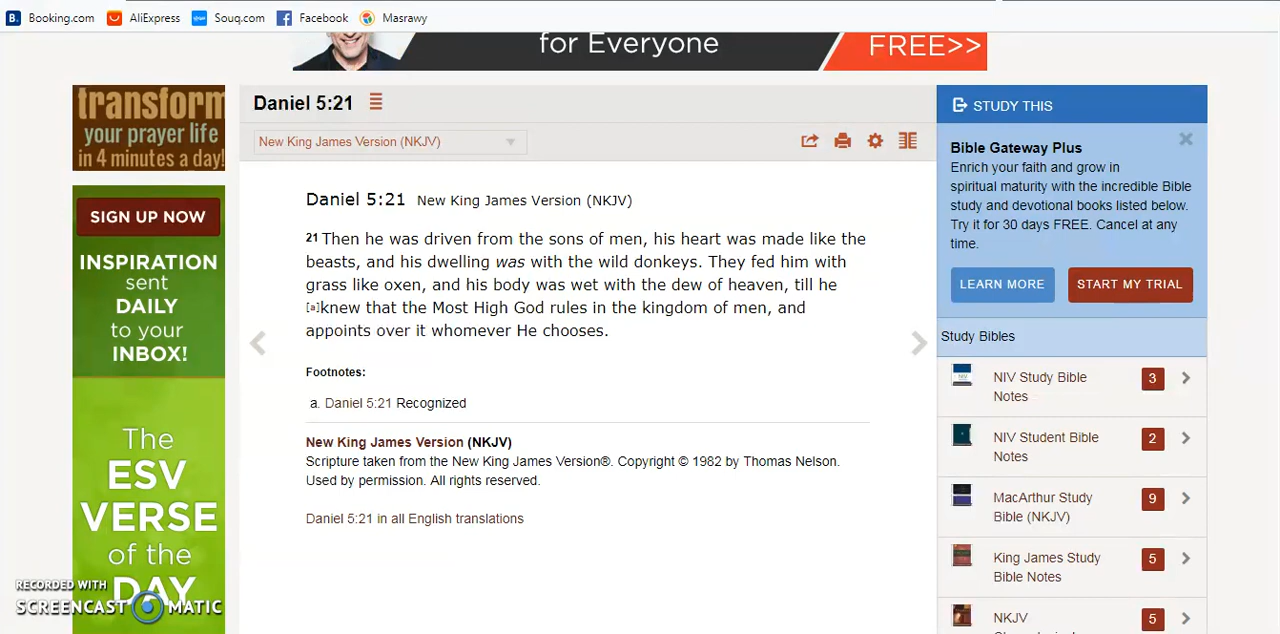 Booking.com AliExpress Souq.com Facebook Masrawy
for Everyone
FREE>>
transform
your prayer life
in 4 minutes a day!
SIGN UP NOW
INSPIRATION
sent
DAILY
to your
INBOX!
The
ESV
VERSE
of the
DAY
Daniel 5:21
New King James Version (NKJV)
Daniel 5:21 New King James Version (NKJV)
21 Then he was driven from the sons of men, his heart was made like the
beasts, and his dwelling was with the wild donkeys. They fed him with
grass like oxen, and his body was wet with the dew of heaven, till he
[a]knew that the Most High God rules in the kingdom of men, and
appoints over it whomever He chooses.
Footnotes:
a. Daniel 5:21 Recognized
New King James Version (NKJV)
Scripture taken from the New King James Version®. Copyright © 1982 by Thomas Nelson.
Used by permission. All rights reserved.
Daniel 5:21 in all English translations
STUDY THIS
Bible Gateway Plus
Enrich your faith and grow in
spiritual maturity with the incredible Bible
study and devotional books listed below.
Try it for 30 days FREE. Cancel at any
time.
LEARN MORE START MY TRIAL
Study Bibles
NIV Study Bible
Notes
3
NIV Student Bible
Notes
2
MacArthur Study
Bible (NKJV)
9
King James Study
Bible Notes
5
NKJV
5
RECORDED WITH
SCREENCAST MATIC